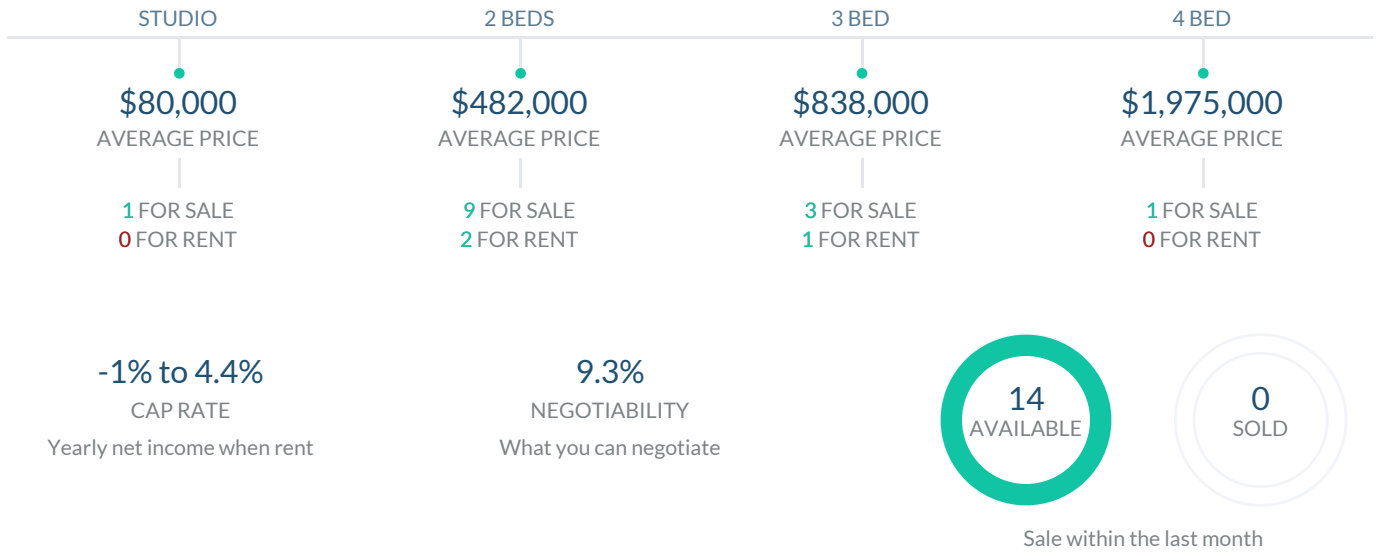 STUDIO
2 BEDS
3 BED
4 BED
$80,000
$482,000
$838,000
$1,975,000
AVERAGE PRICE
AVERAGE PRICE
AVERAGE PRICE
AVERAGE PRICE
1 FOR SALE
9 FOR SALE
3 FOR SALE
1 FOR SALE
0 FOR RENT
2 FOR RENT
1 FOR RENT
0 FOR RENT
-1% to 4.4%
CAP RATE
Yearly net income when rent
9.3%
NEGOTIABILITY
What you can negotiate
14
AVAILABLE
0
SOLD
Sale within the last month